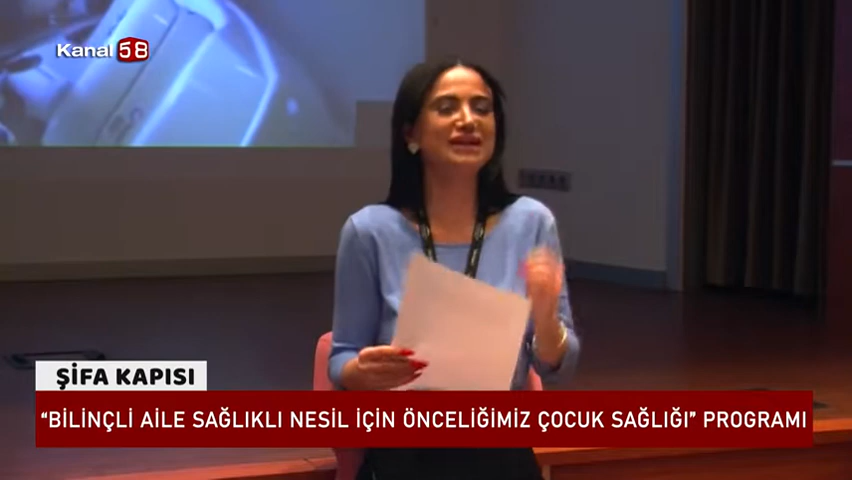 Kanal 58
ŞİFA KAPISI
“BİLİNÇLİ AİLE SAĞLIKLI NESİL İÇİN ÖNCELİĞİMİZ ÇOCUK SAĞLIĞI” PROGRAMI